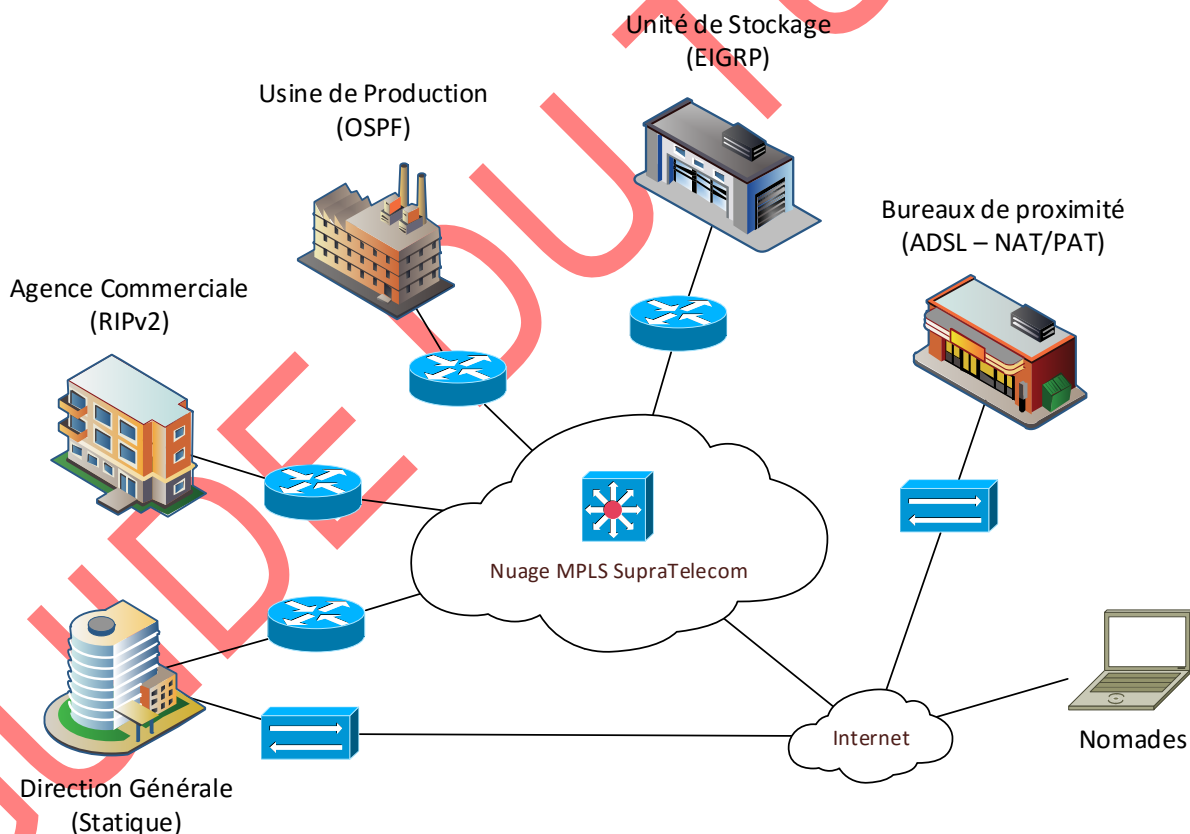 Unité de Stockage
(EIGRP)
Usine de Production
(OSPF)
Bureaux de proximité
(ADSL – NAT/PAT)
Agence Commerciale
(RIPv2)
Nuage MPLS SupraTelecom
Internet
Nomades
Direction Générale
(Statique)